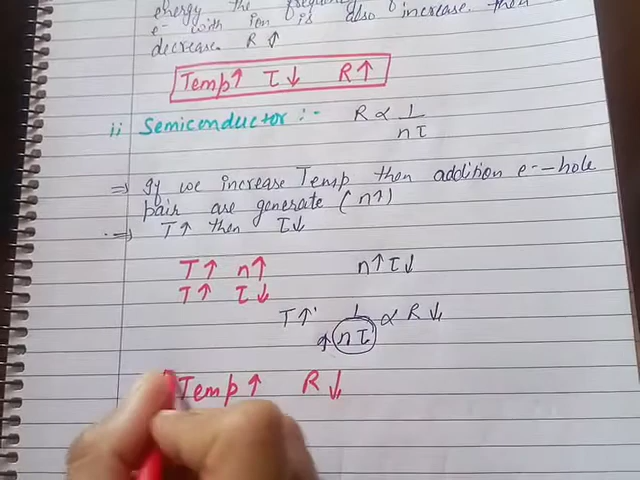 energy the
e- with ion is also increase then
decrease. R ↑
Temp↑ τ↓ R↑
ii Semiconductor :- R ∝ 1/nτ
⇒ If we increase Temp then addition e--hole
pair are generate (n↑)
⇒ T↑ then τ↓
T↑ n↑ n↑τ↓
T↑ τ↓
T↑ 1/nτ ∝ R↓
Temp↑ R↓